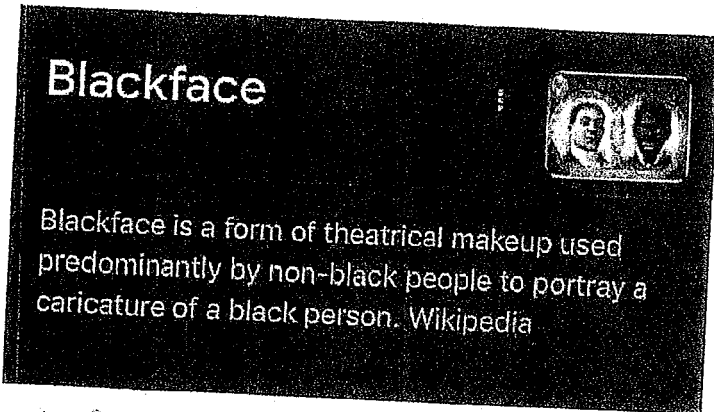 Blackface
Blackface is a form of theatrical makeup used
predominantly by non-black people to portray a
caricature of a black person. Wikipedia